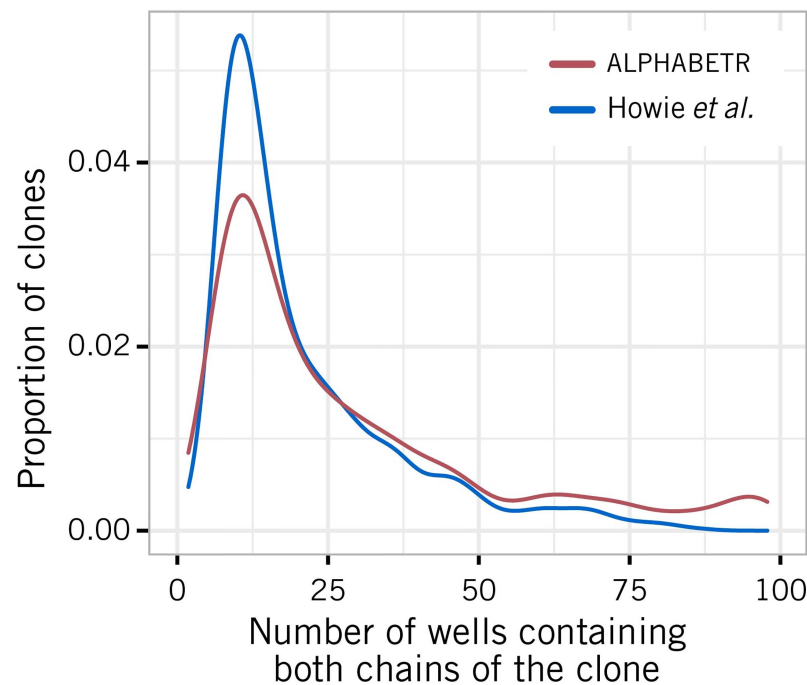 ALPHABETR
Howie et al.
0.04
0.02
0.00
Proportion of clones
0 25 50 75 100
Number of wells containing
both chains of the clone